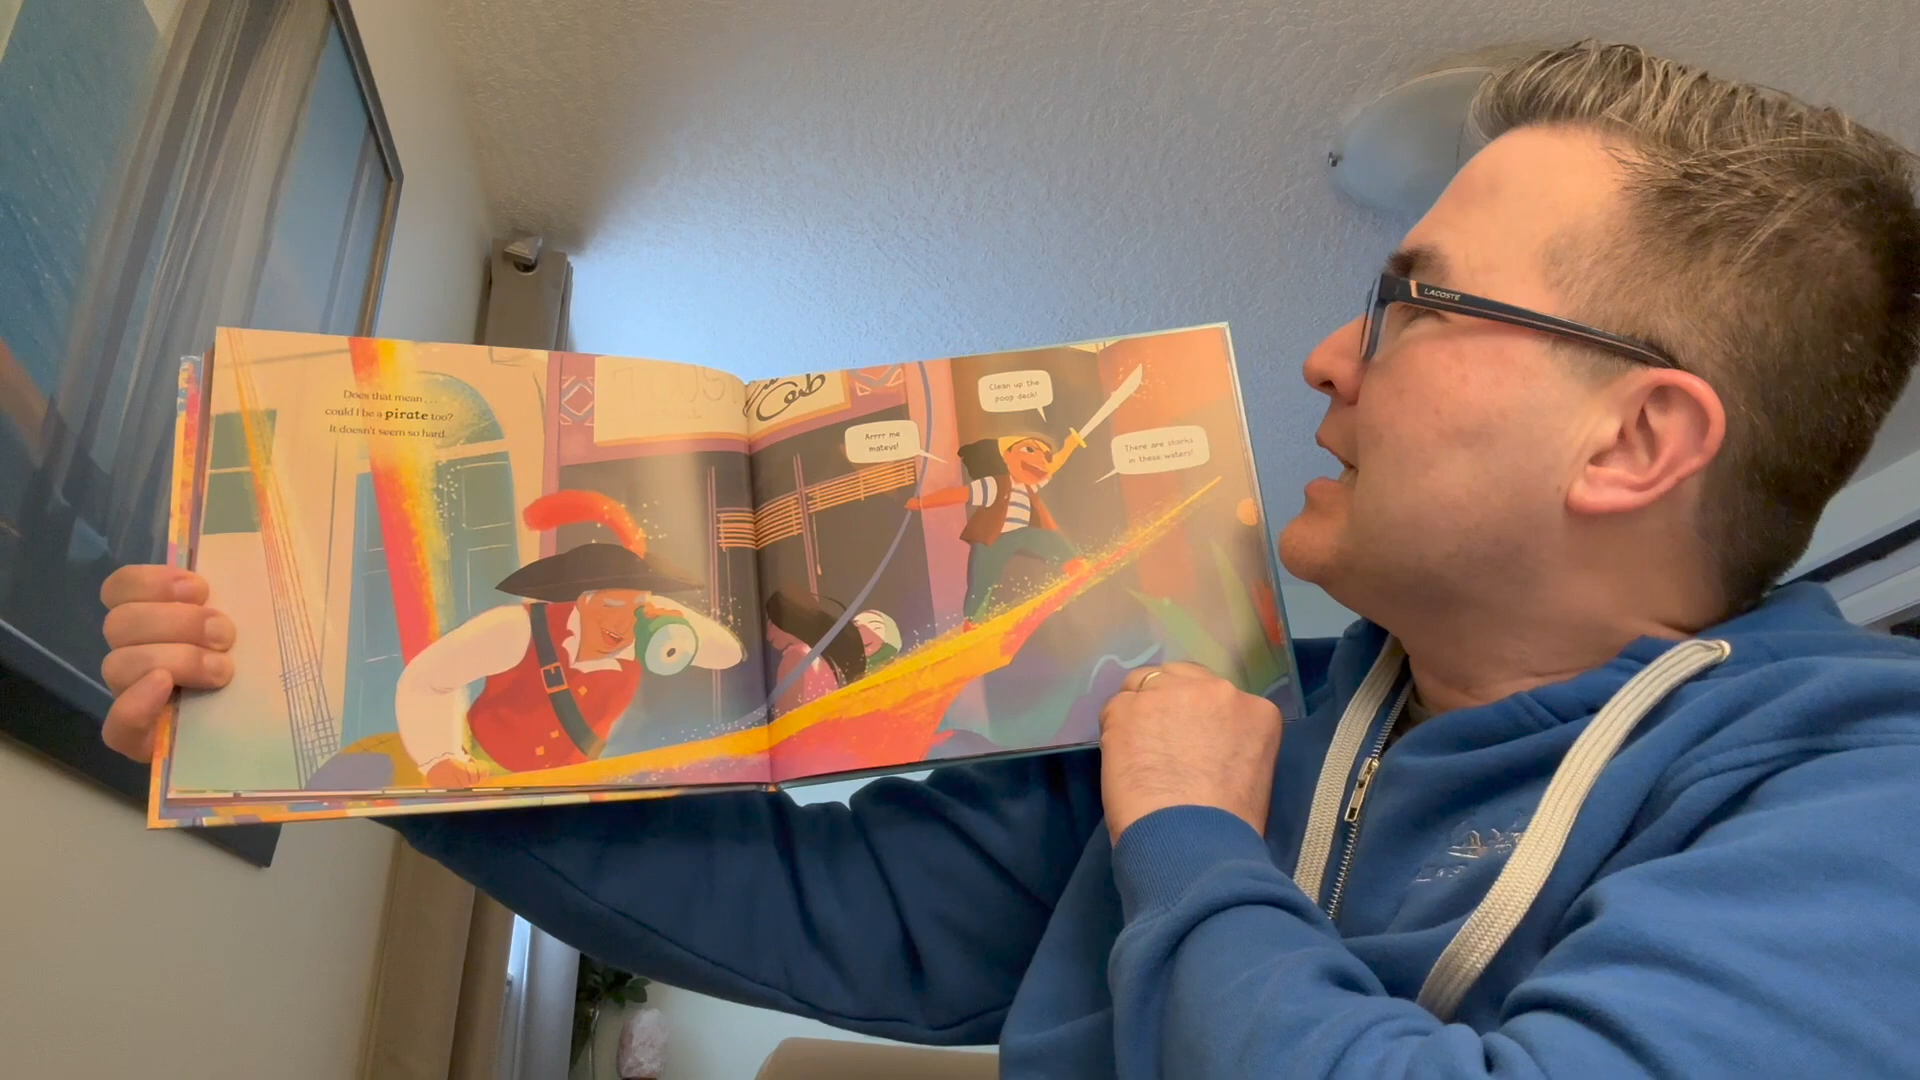 Does that mean . . .
could I be a pirate too?
It doesn't seem so hard.
Clean up the
poop deck!
Arrrr me
mateys!
There are sharks
in these waters!
LACOSTE